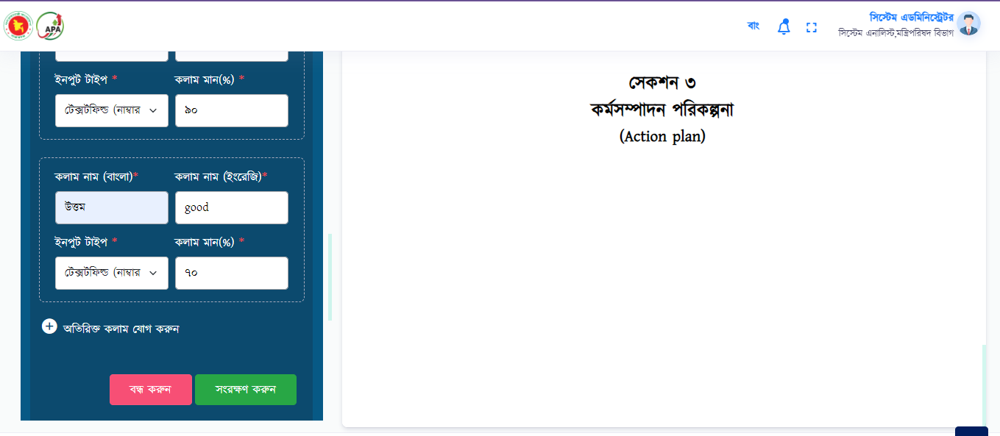 APA
বাং
সিস্টেম এডমিনিস্ট্রেটর
সিস্টেম এনালিস্ট,মন্ত্রিপরিষদ বিভাগ
ইনপুট টাইপ * কলাম মান(%) *
টেক্সটফিল্ড (নাম্বার ৯০
কলাম নাম (বাংলা)* কলাম নাম (ইংরেজি)*
উত্তম good
ইনপুট টাইপ * কলাম মান(%) *
টেক্সটফিল্ড (নাম্বার ৭০
অতিরিক্ত কলাম যোগ করুন
বন্ধ করুন সংরক্ষণ করুন
সেকশন ৩
কর্মসম্পাদন পরিকল্পনা
(Action plan)